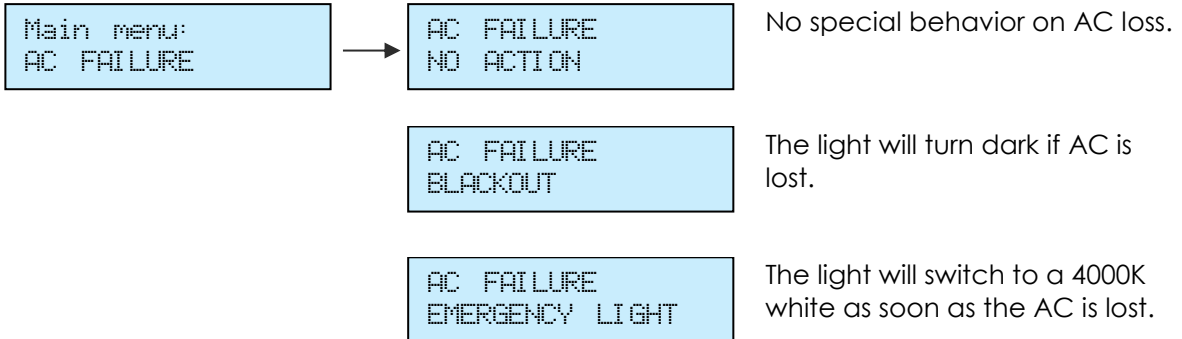 Main menu:
AC FAILURE
AC FAILURE
NO ACTION
No special behavior on AC loss.
AC FAILURE
BLACKOUT
The light will turn dark if AC is
lost.
AC FAILURE
EMERGENCY LIGHT
The light will switch to a 4000K
white as soon as the AC is lost.